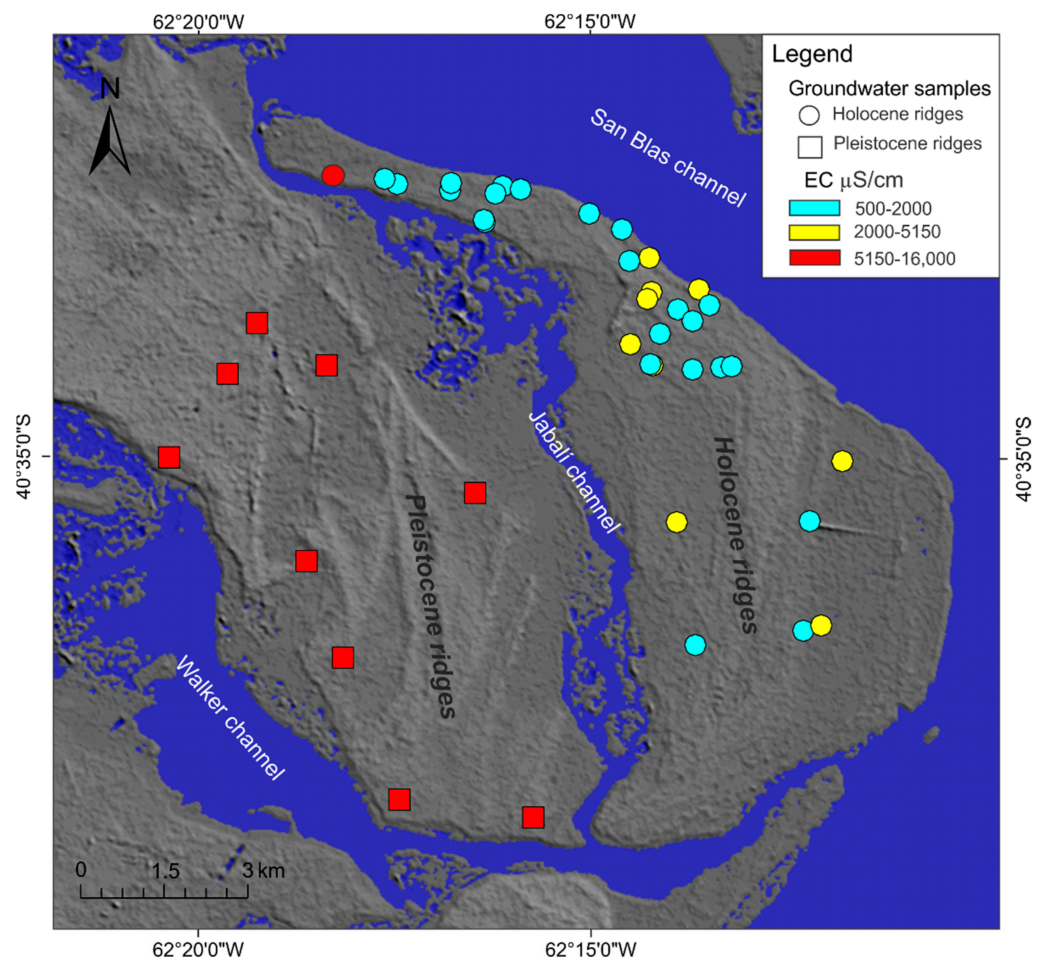 62°20'0"W 62°15'0"W
Legend
Groundwater samples
Holocene ridges
Pleistocene ridges
EC µS/cm
500-2000
2000-5150
5150-16,000
N
San Blas channel
40°35'0"S
40°35'0"S
Jabalí channel
Holocene ridges
Pleistocene ridges
Walker channel
0 1.5 3 km
62°20'0"W 62°15'0"W